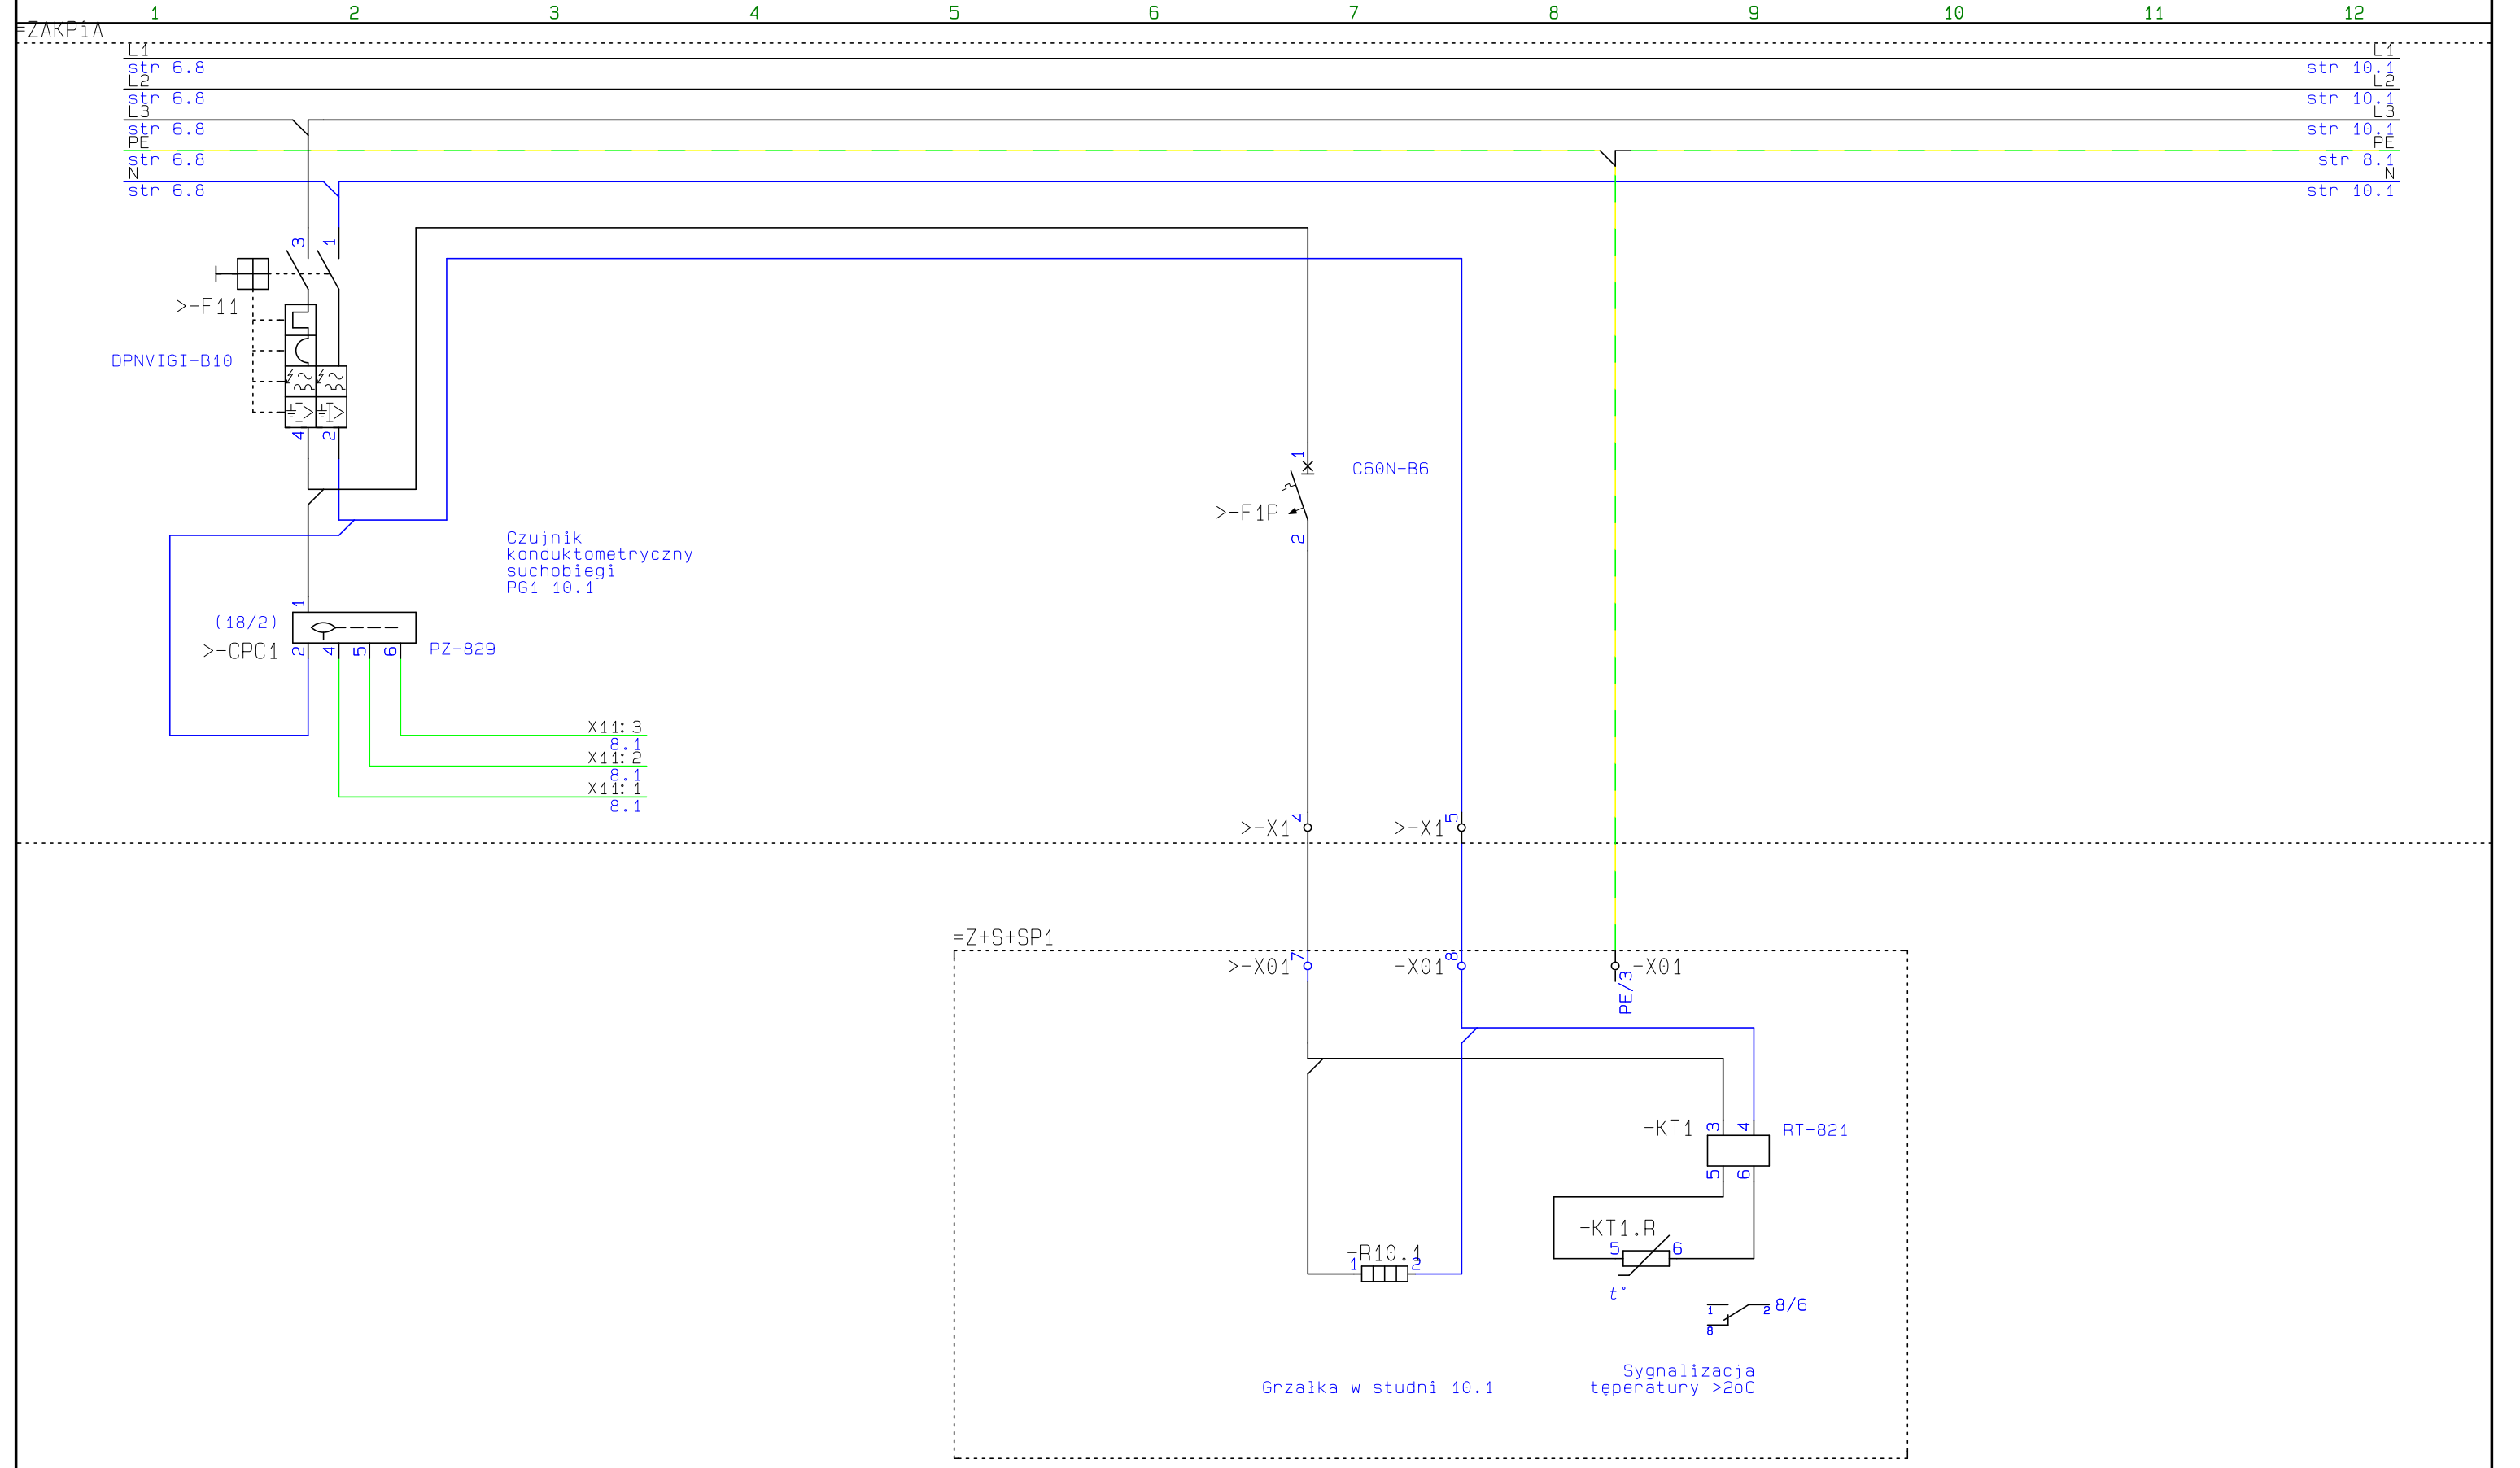 1 2 3 4 5 6 7 8 9 10 11 12
=ZAKPiA
L1 L1
str 6.8 str 10.1
L2 L2
str 6.8 str 10.1
L3 L3
str 6.8 str 10.1
PE PE
str 6.8 str 8.1
N N
str 6.8 str 10.1
3 1
>-F11
DPNVIGI-B10
4 2
1
C60N-B6
>-F1P
2
Czujnik
konduktometryczny
suchobiegi
PG1 10.1
1
(18/2)
>-CPC1
2 4 5 6
PZ-829
X11:3
8.1
X11:2
8.1
X11:1
8.1
>-X1 4
>-X1 5
=Z+S+SP1
>-X01 7
-X01 8
-X01
PE/3
-KT1
3 4
RT-821
5 6
-KT1.R
5 6
t°
-R10.1
1 2
1 2 8/6
8
Sygnalizacja
tęperatury >2oC
Grzałka w studni 10.1